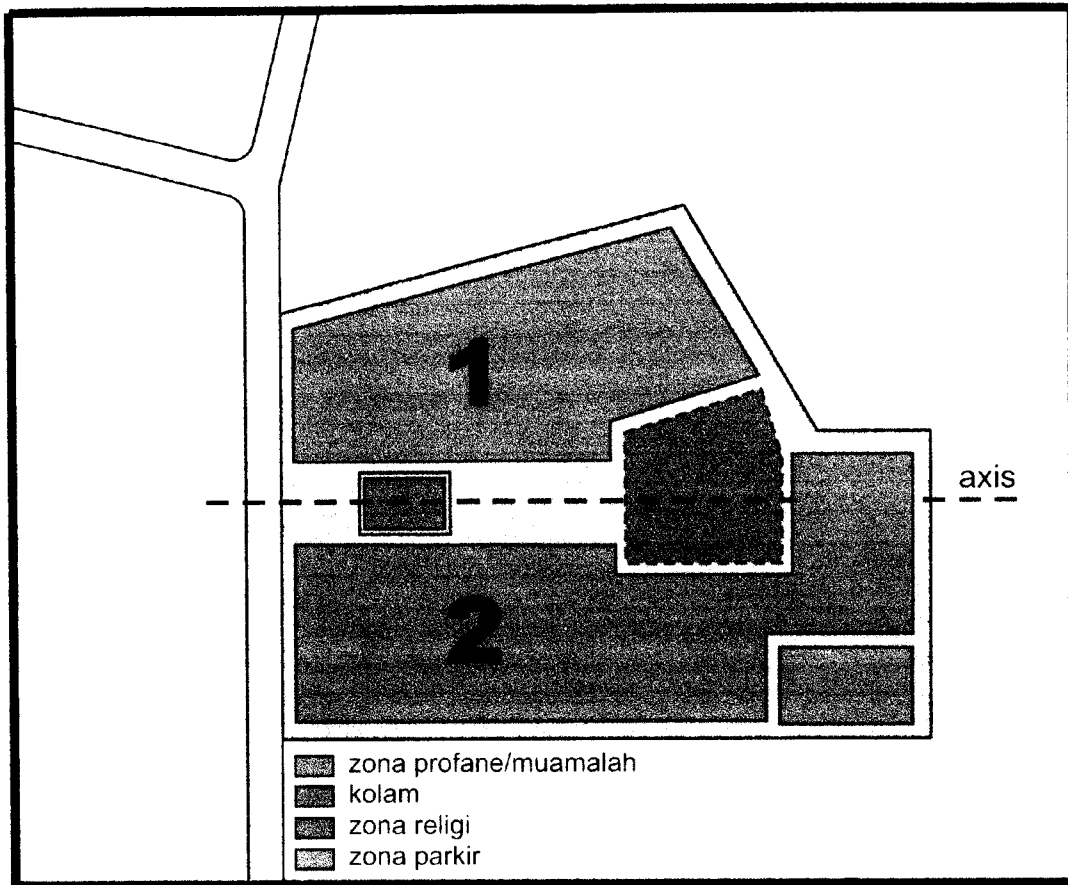 1
axis
2
zona profane/muamalah
kolam
zona religi
zona parkir